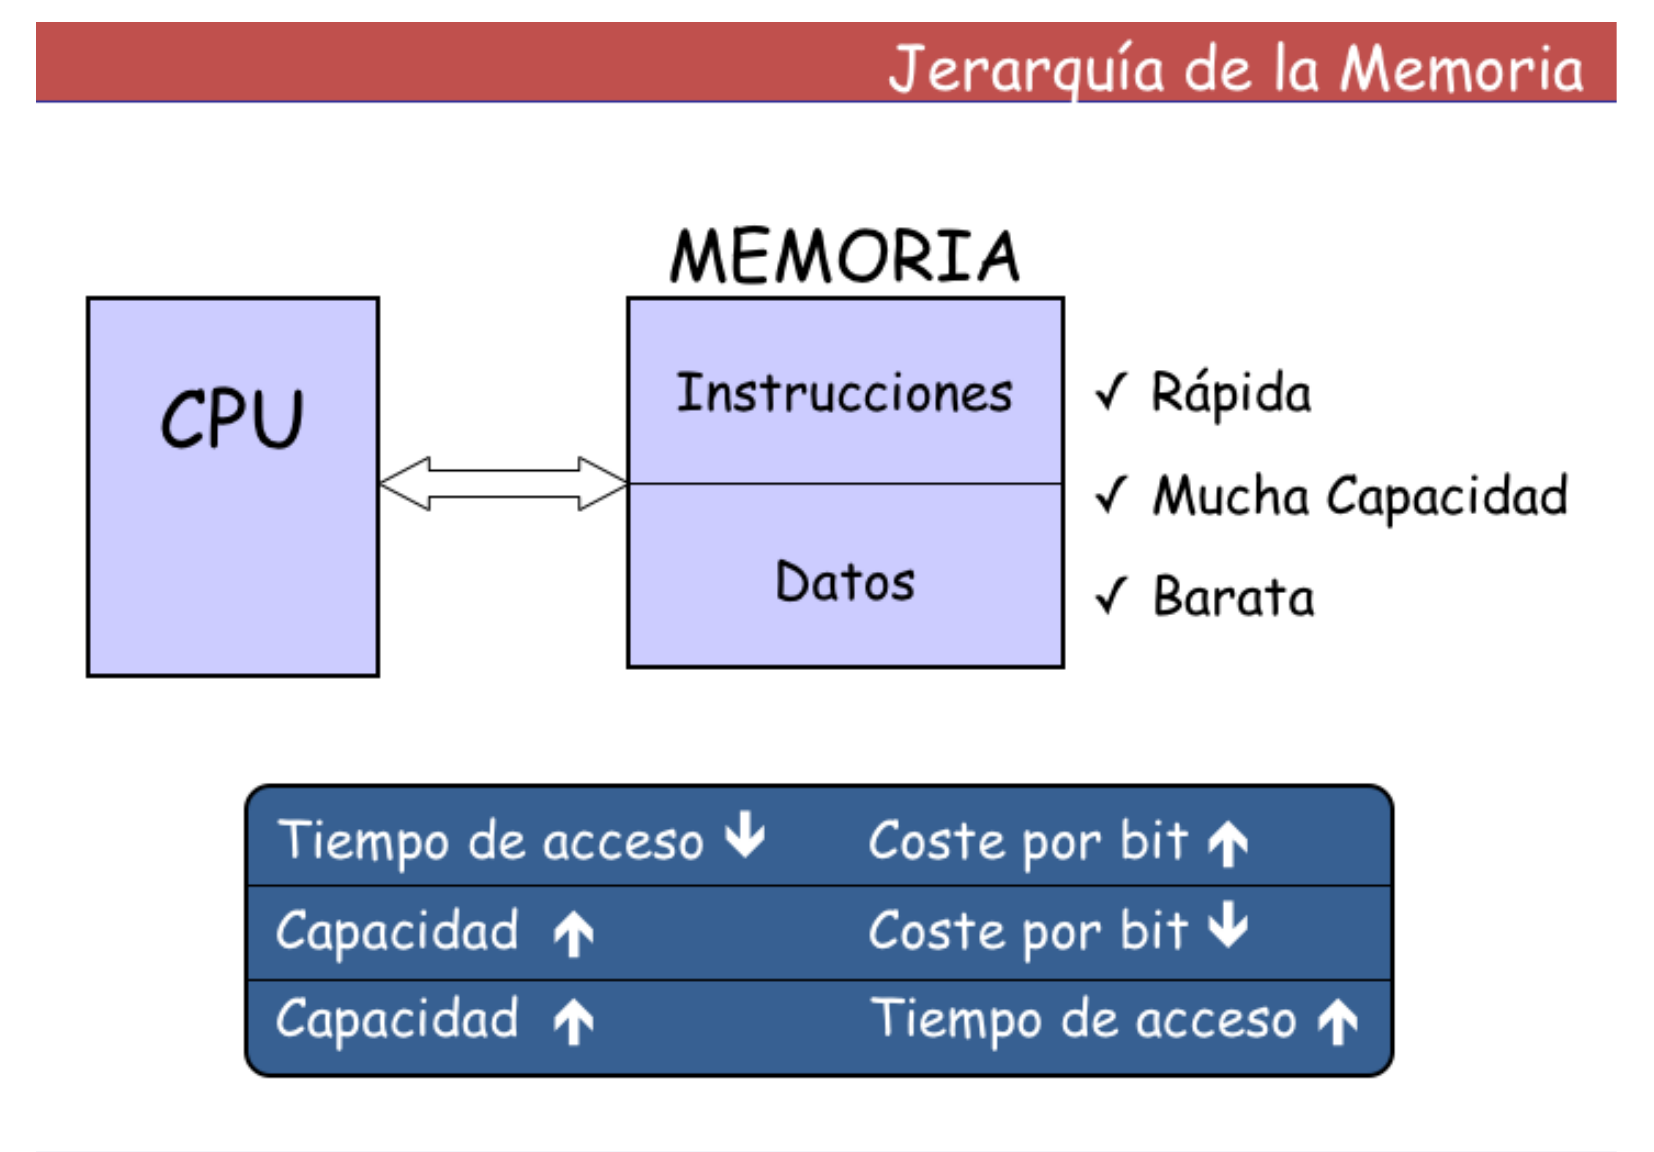 Jerarquía de la Memoria
MEMORIA
CPU
Instrucciones
Datos
✓ Rápida
✓ Mucha Capacidad
✓ Barata
Tiempo de acceso ↓ Coste por bit ↑
Capacidad ↑ Coste por bit ↓
Capacidad ↑ Tiempo de acceso ↑